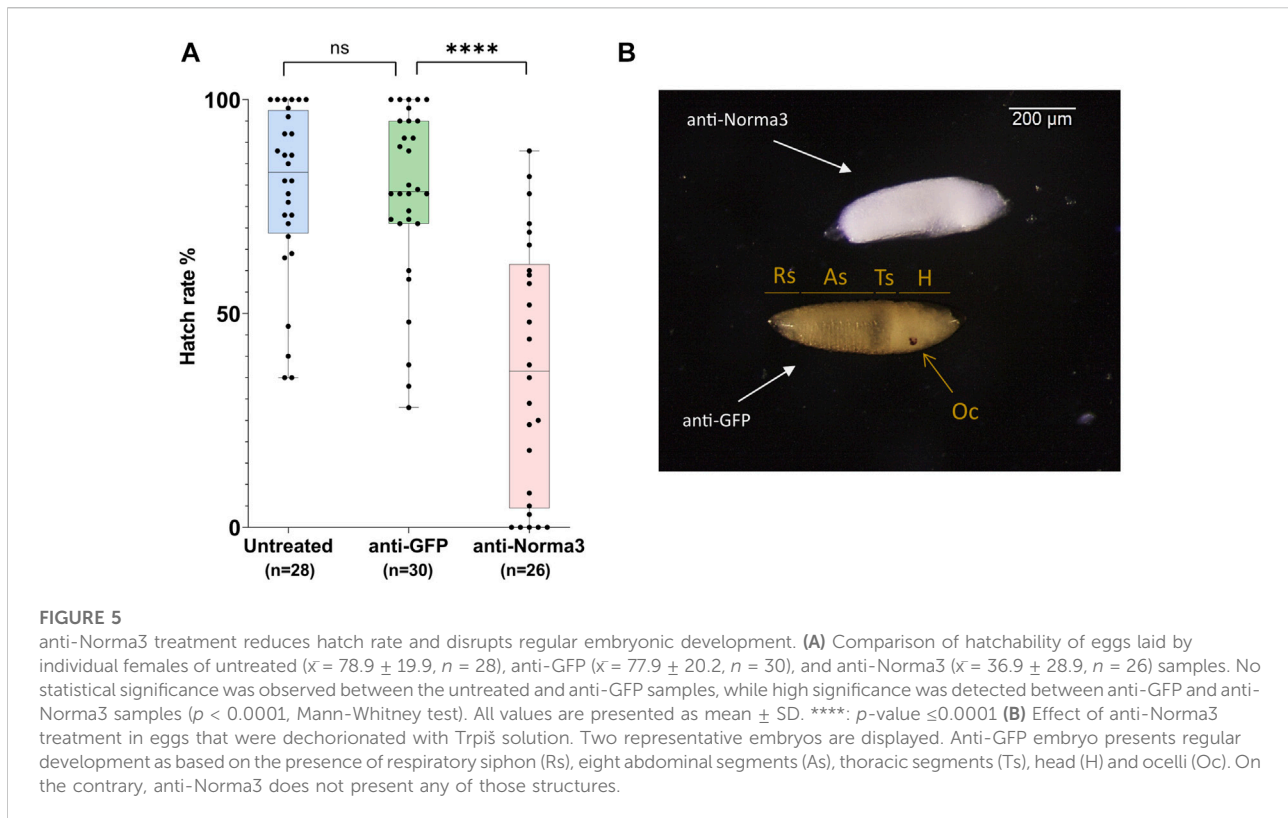 A
ns
****
100
50
0
Hatch rate %
Untreated
(n=28)
anti-GFP
(n=30)
anti-Norma3
(n=26)
B
anti-Norma3
200 µm
Rs As Ts H
anti-GFP
Oc
FIGURE 5
anti-Norma3 treatment reduces hatch rate and disrupts regular embryonic development. (A) Comparison of hatchability of eggs laid by
individual females of untreated (x̄ = 78.9 ± 19.9, n = 28), anti-GFP (x̄ = 77.9 ± 20.2, n = 30), and anti-Norma3 (x̄ = 36.9 ± 28.9, n = 26) samples. No
statistical significance was observed between the untreated and anti-GFP samples, while high significance was detected between anti-GFP and anti-
Norma3 samples (p < 0.0001, Mann-Whitney test). All values are presented as mean ± SD. ****: p-value ≤0.0001 (B) Effect of anti-Norma3
treatment in eggs that were dechorionated with Trpiš solution. Two representative embryos are displayed. Anti-GFP embryo presents regular
development as based on the presence of respiratory siphon (Rs), eight abdominal segments (As), thoracic segments (Ts), head (H) and ocelli (Oc). On
the contrary, anti-Norma3 does not present any of those structures.